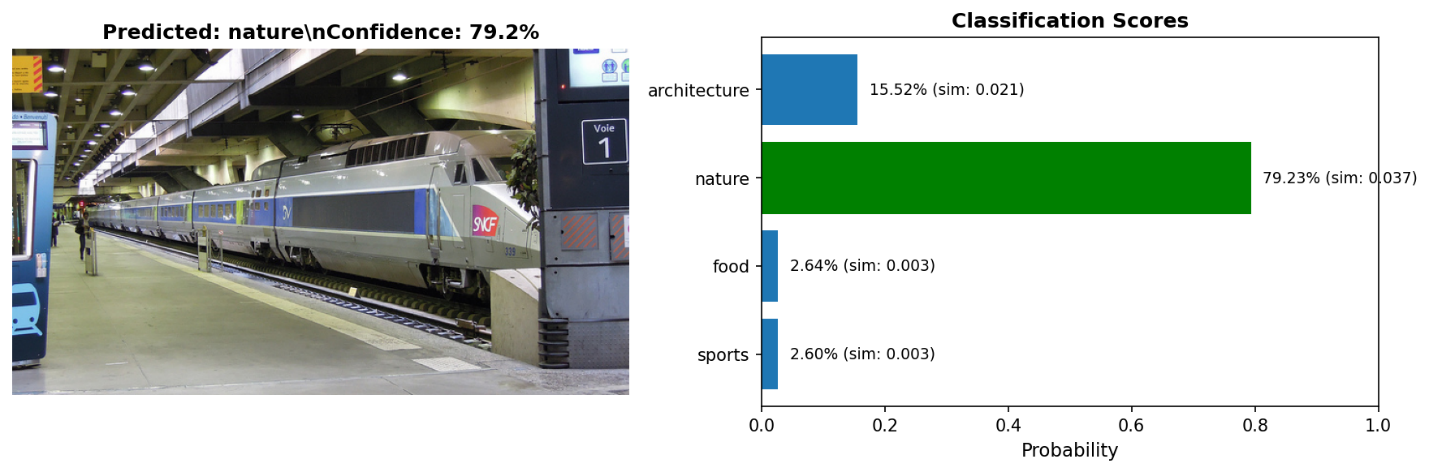 Predicted: nature\nConfidence: 79.2%
Voie
1
SNCF
Classification Scores
architecture
15.52% (sim: 0.021)
nature
79.23% (sim: 0.037)
food
2.64% (sim: 0.003)
sports
2.60% (sim: 0.003)
0.0 0.2 0.4 0.6 0.8 1.0
Probability